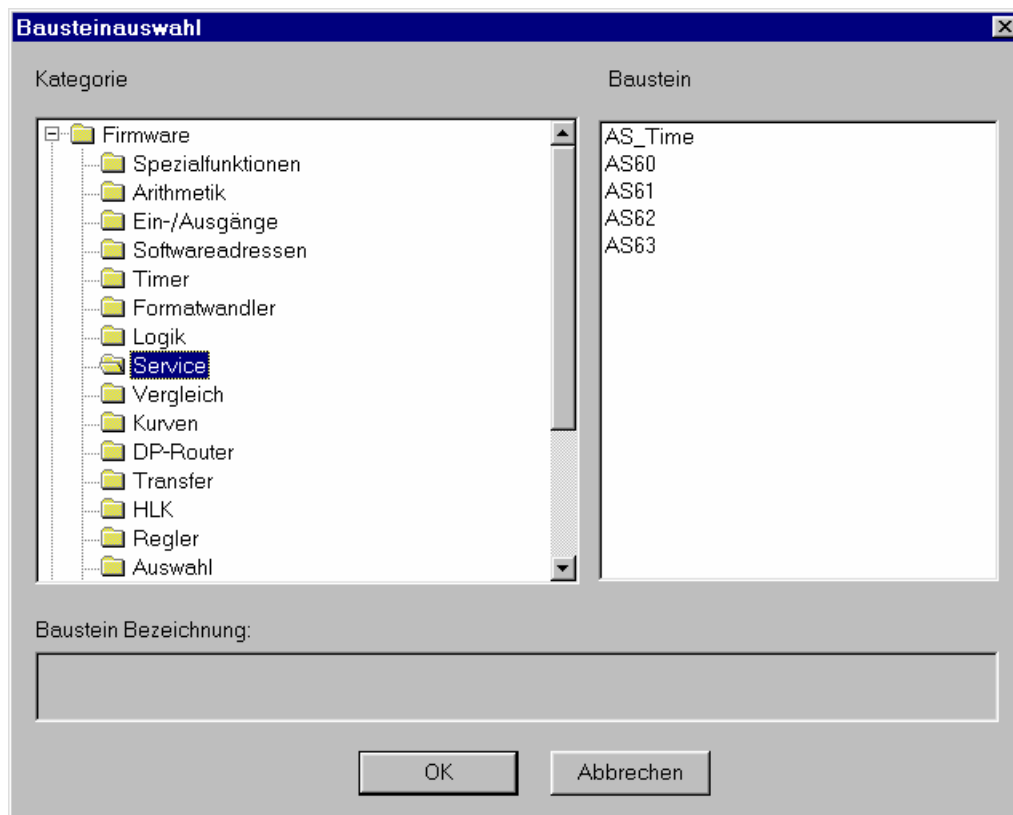 Bausteinauswahl
Kategorie
Baustein
Firmware
Spezialfunktionen
Arithmetik
Ein-/Ausgänge
Softwareadressen
Timer
Formatwandler
Logik
Service
Vergleich
Kurven
DP-Router
Transfer
HLK
Regler
Auswahl
AS_Time
AS60
AS61
AS62
AS63
Baustein Bezeichnung:
OK
Abbrechen